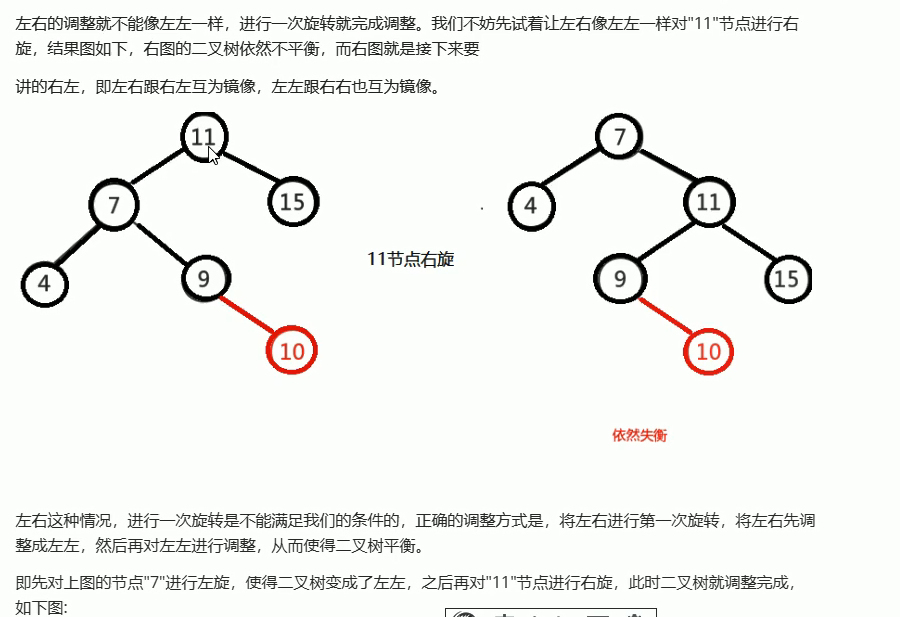 左右的调整就不能像左左一样，进行一次旋转就完成调整。我们不妨先试着让左右像左左一样对"11"节点进行右
旋，结果图如下，右图的二叉树依然不平衡，而右图就是接下来要
讲的右左，即左右跟右左互为镜像，左左跟右右也互为镜像。
11
7
7
15
4
11
11节点右旋
4
9
9
15
10
10
依然失衡
左右这种情况，进行一次旋转是不能满足我们的条件的，正确的调整方式是，将左右进行第一次旋转，将左右先调
整成左左，然后再对左左进行调整，从而使得二叉树平衡。
即先对上图的节点"7"进行左旋，使得二叉树变成了左左，之后再对"11"节点进行右旋，此时二叉树就调整完成，
如下图: